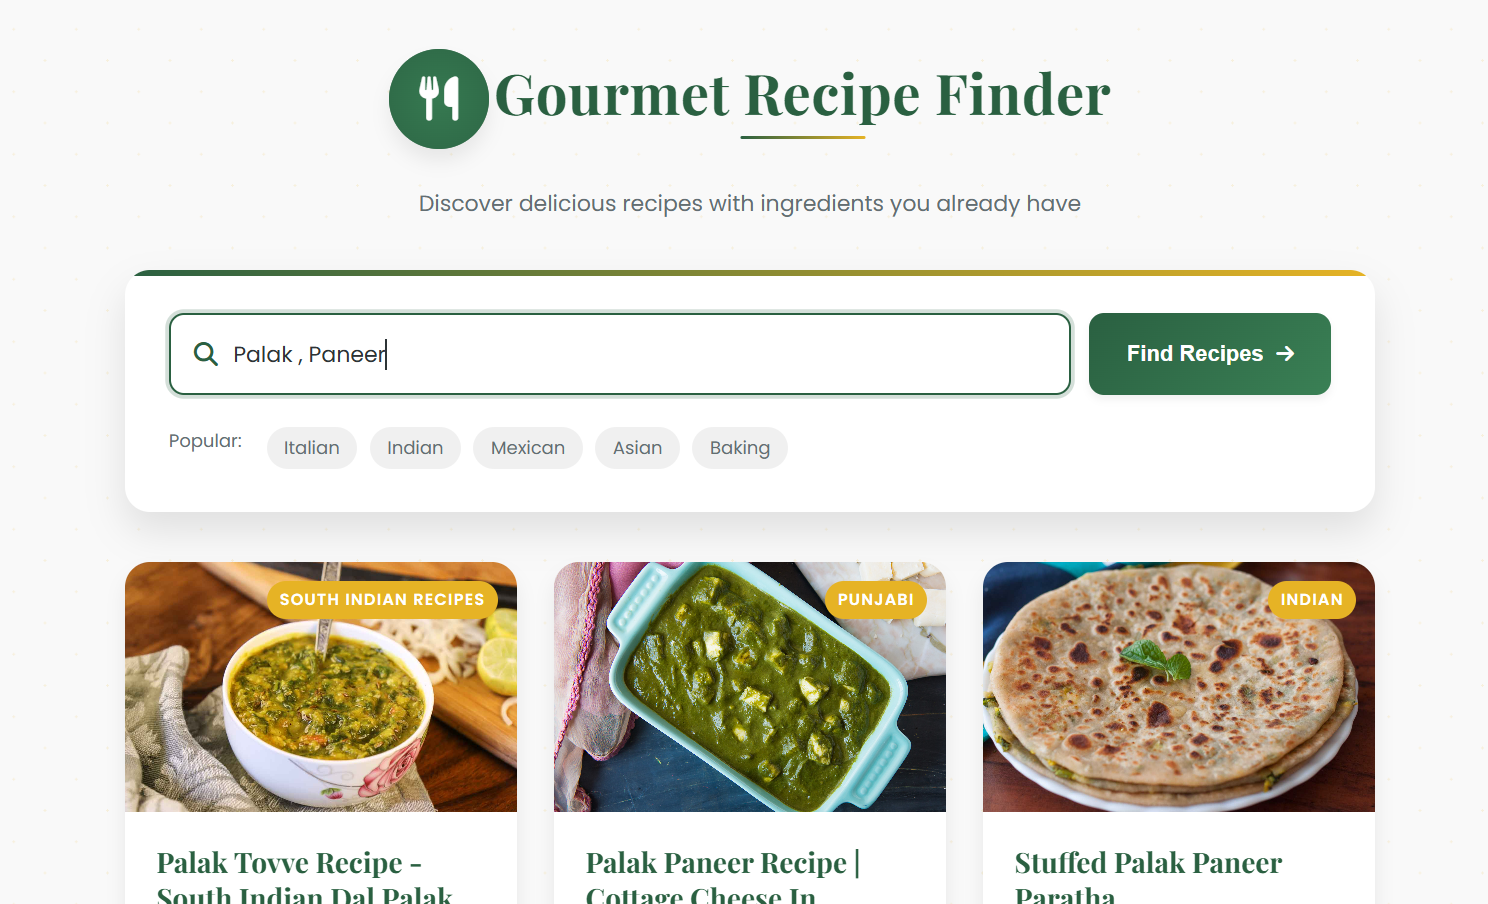 Gourmet Recipe Finder
Discover delicious recipes with ingredients you already have
Palak , Paneer
Find Recipes
Popular:
Italian
Indian
Mexican
Asian
Baking
SOUTH INDIAN RECIPES
PUNJABI
INDIAN
Palak Tovve Recipe -
South Indian Dal Palak
Palak Paneer Recipe |
Cottage Cheese In
Stuffed Palak Paneer
Paratha